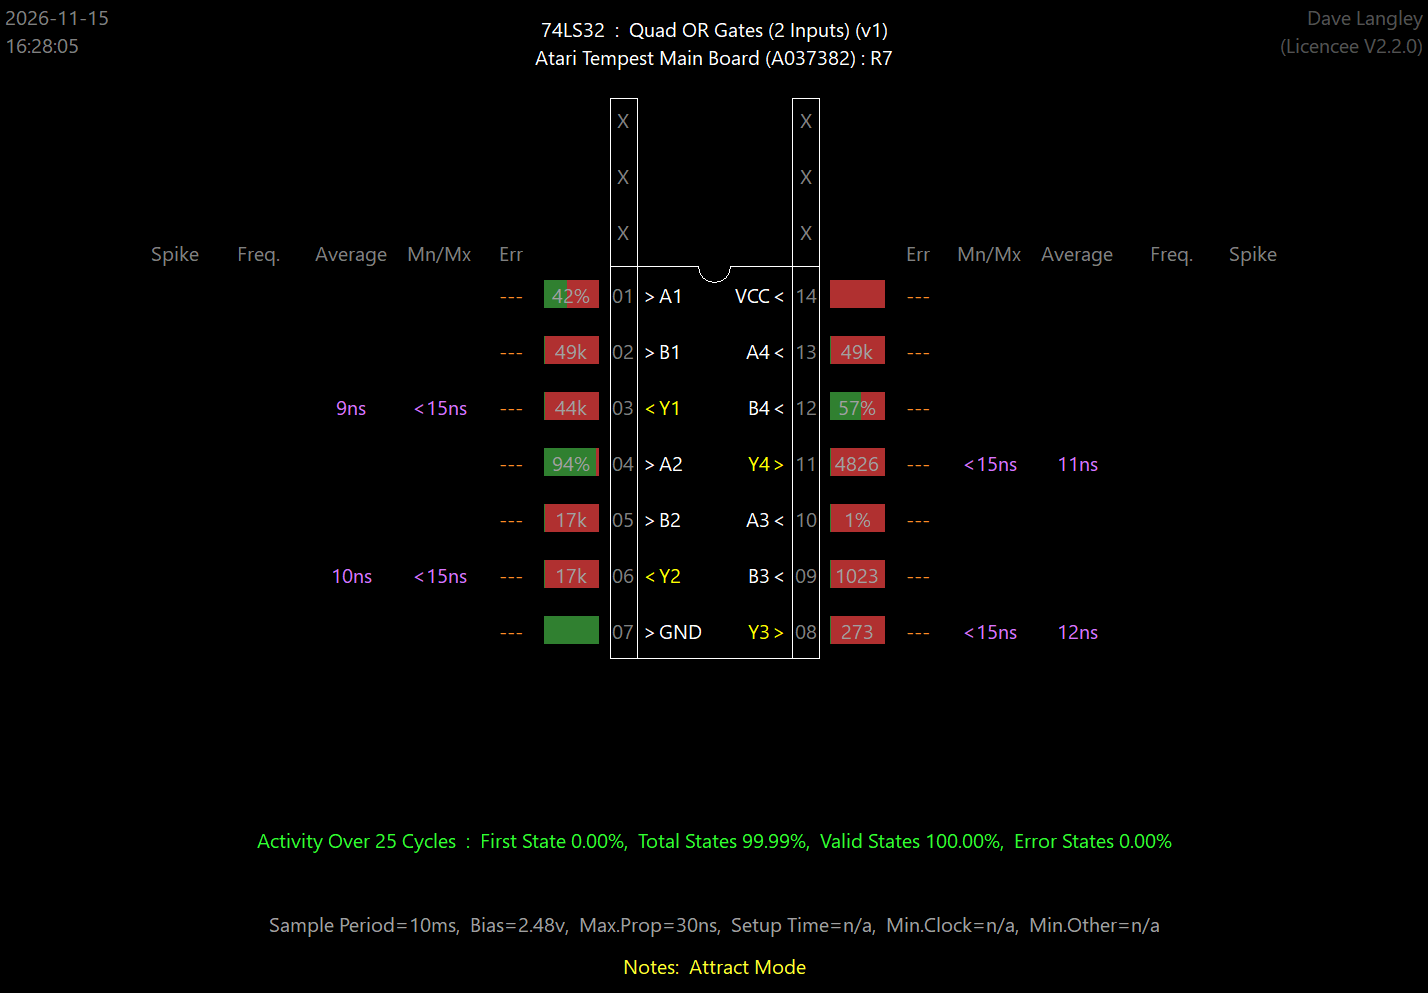 2026-11-15
16:28:05
74LS32 : Quad OR Gates (2 Inputs) (v1)
Atari Tempest Main Board (A037382) : R7
Dave Langley
(Licencee V2.2.0)
X X
X X
X X
Spike Freq. Average Mn/Mx Err Err Mn/Mx Average Freq. Spike
--- 42% 01 >A1 VCC< 14 ---
--- 49k 02 >B1 A4< 13 49k ---
9ns <15ns --- 44k 03 <Y1 B4< 12 57% ---
--- 94% 04 >A2 Y4> 11 4826 --- <15ns 11ns
--- 17k 05 >B2 A3< 10 1% ---
10ns <15ns --- 17k 06 <Y2 B3< 09 1023 ---
--- 07 >GND Y3> 08 273 --- <15ns 12ns
Activity Over 25 Cycles : First State 0.00%, Total States 99.99%, Valid States 100.00%, Error States 0.00%
Sample Period=10ms, Bias=2.48v, Max.Prop=30ns, Setup Time=n/a, Min.Clock=n/a, Min.Other=n/a
Notes: Attract Mode